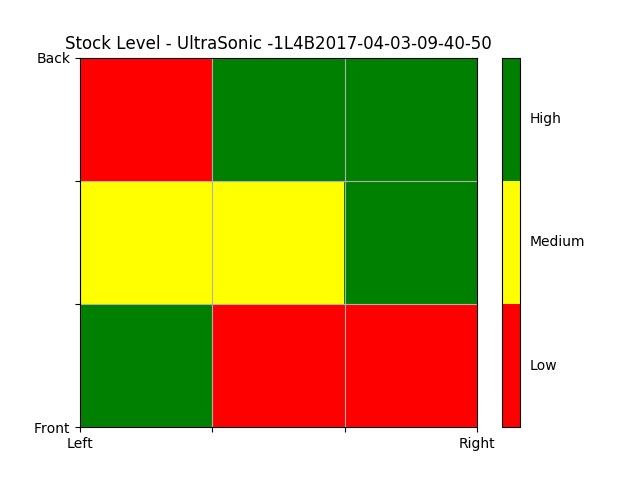 Stock Level - UltraSonic -1L4B2017-04-03-09-40-50
Back
High
Medium
Low
Front
Left
Right